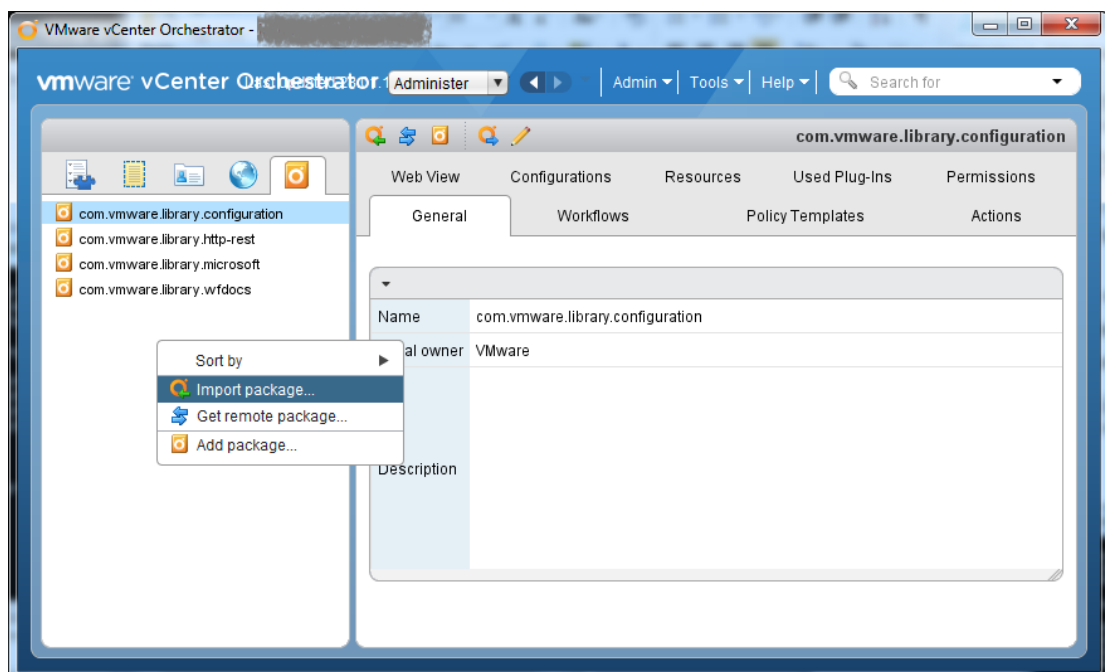 VMware vCenter Orchestrator -
vmware vCenter Orchestrator Administer Admin Tools Help Search for
com.vmware.library.configuration
Web View Configurations Resources Used Plug-Ins Permissions
General Workflows Policy Templates Actions
com.vmware.library.configuration
com.vmware.library.http-rest
com.vmware.library.microsoft
com.vmware.library.wfdocs
Name com.vmware.library.configuration
al owner VMware
Description
Sort by
Import package...
Get remote package...
Add package...